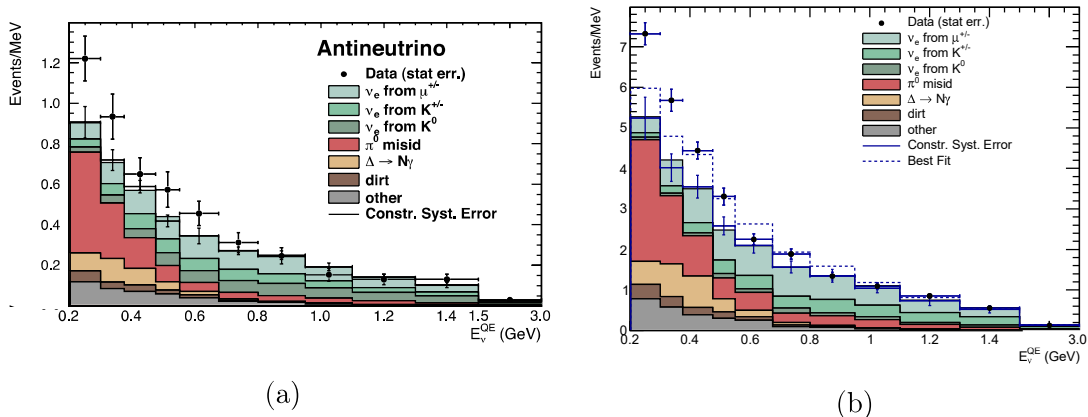 Events/MeV
1.2
1.0
0.8
0.6
0.4
0.2
Antineutrino
Data (stat err.)
νe from μ+/-
νe from K+/-
νe from K0
π0 misid
Δ → Nγ
dirt
other
Constr. Syst. Error
0.2 0.4 0.6 0.8 1.0 1.2 1.4 1.5 3.0
EνQE (GeV)
(a)
Events/MeV
7
6
5
4
3
2
1
0
Data (stat err.)
νe from μ+/-
νe from K+/-
νe from K0
π0 misid
Δ → Nγ
dirt
other
Constr. Syst. Error
Best Fit
0.2 0.4 0.6 0.8 1 1.2 1.4 3.0
EνQE (GeV)
(b)